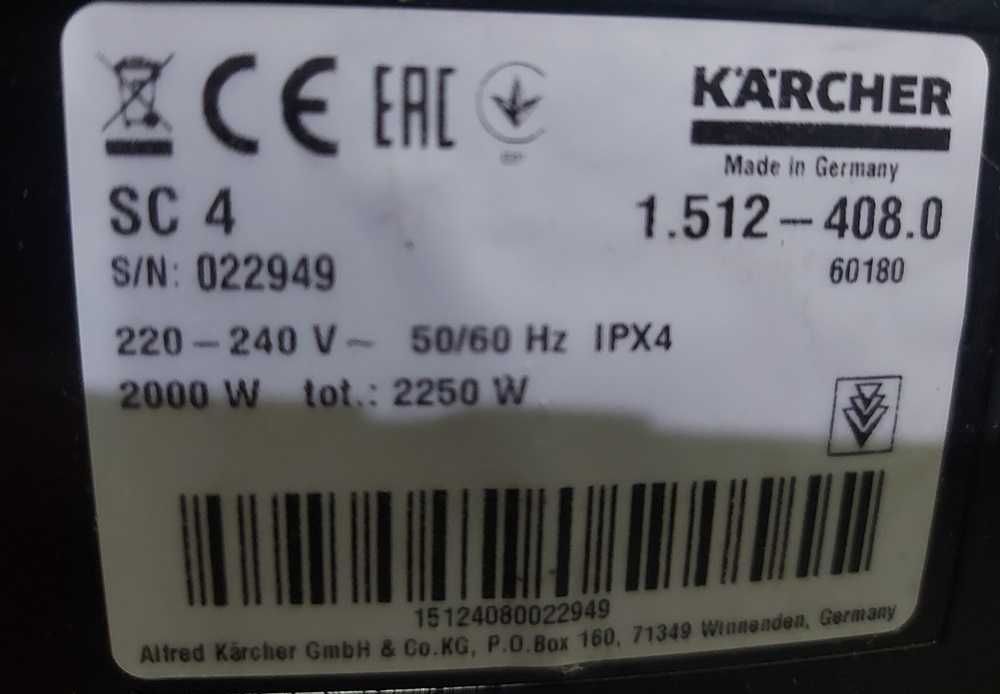 CE EAC
KÄRCHER
Made in Germany
SC 4 1.512-408.0
S/N: 022949 60180
220-240 V~ 50/60 Hz IPX4
2000 W tot.: 2250 W
15124080022949
Alfred Kärcher GmbH & Co.KG, P.O.Box 160, 71349 Winnenden, Germany